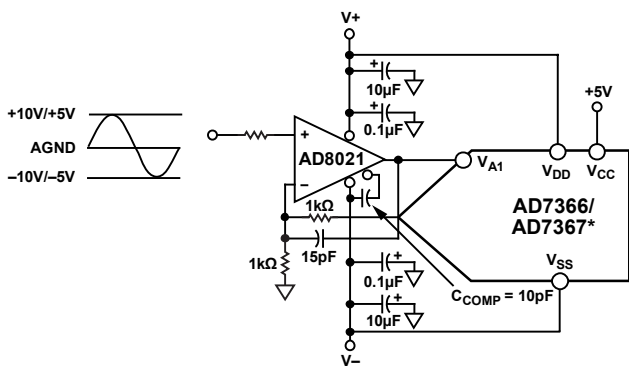 V+
+
10µF
+5V
+10V/+5V
+
0.1µF
AGND
+
AD8021
V_A1
V_DD
V_CC
–10V/–5V
–
AD7366/
AD7367*
1kΩ
15pF
V_SS
1kΩ
+
0.1µF
C_COMP = 10pF
+
10µF
V–